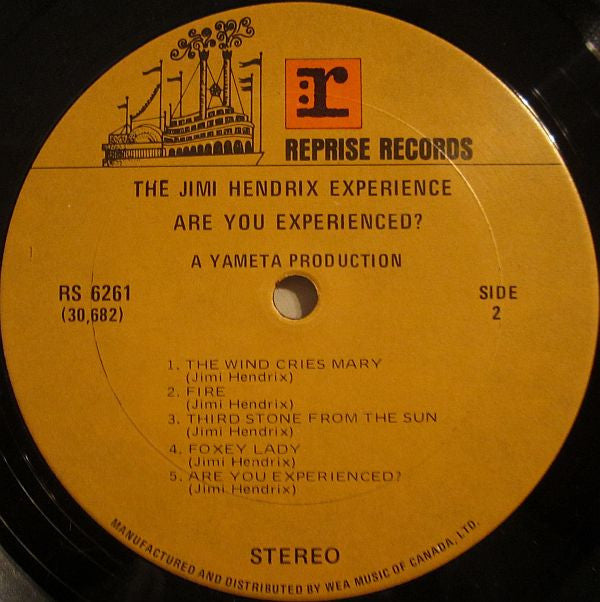 r
REPRISE RECORDS
THE JIMI HENDRIX EXPERIENCE
ARE YOU EXPERIENCED?
A YAMETA PRODUCTION
RS 6261
(30,682)
SIDE
2
1. THE WIND CRIES MARY
(Jimi Hendrix)
2. FIRE
(Jimi Hendrix)
3. THIRD STONE FROM THE SUN
(Jimi Hendrix)
4. FOXEY LADY
(Jimi Hendrix)
5. ARE YOU EXPERIENCED?
(Jimi Hendrix)
STEREO
MANUFACTURED AND DISTRIBUTED BY WEA MUSIC OF CANADA, LTD.